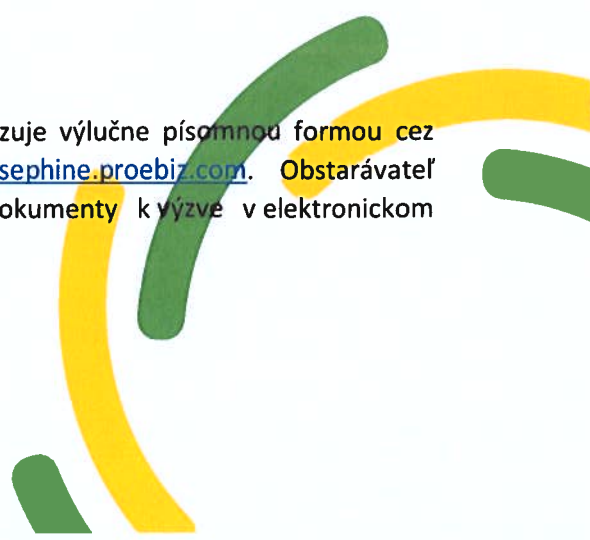 zuje výlučne písomnou formou cez
sephine.proebiz.com. Obstarávateľ
okumenty k výzve v elektronickom